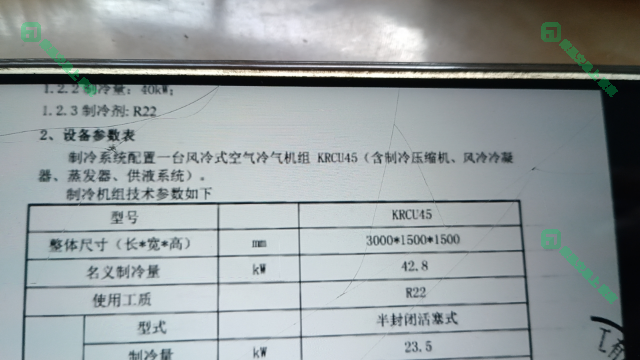 1.2.2 制冷量: 40kW;
1.2.3 制冷剂: R22
2、设备参数表
制冷系统配置一台风冷式空气冷气机组 KRCU45（含制冷压缩机、风冷冷凝
器、蒸发器、供液系统）。
制冷机组技术参数如下
型号 KRCU45
整体尺寸（长*宽*高） mm 3000*1500*1500
名义制冷量 kW 42.8
使用工质 R22
型式 半封闭活塞式
制冷量 kW 23.5